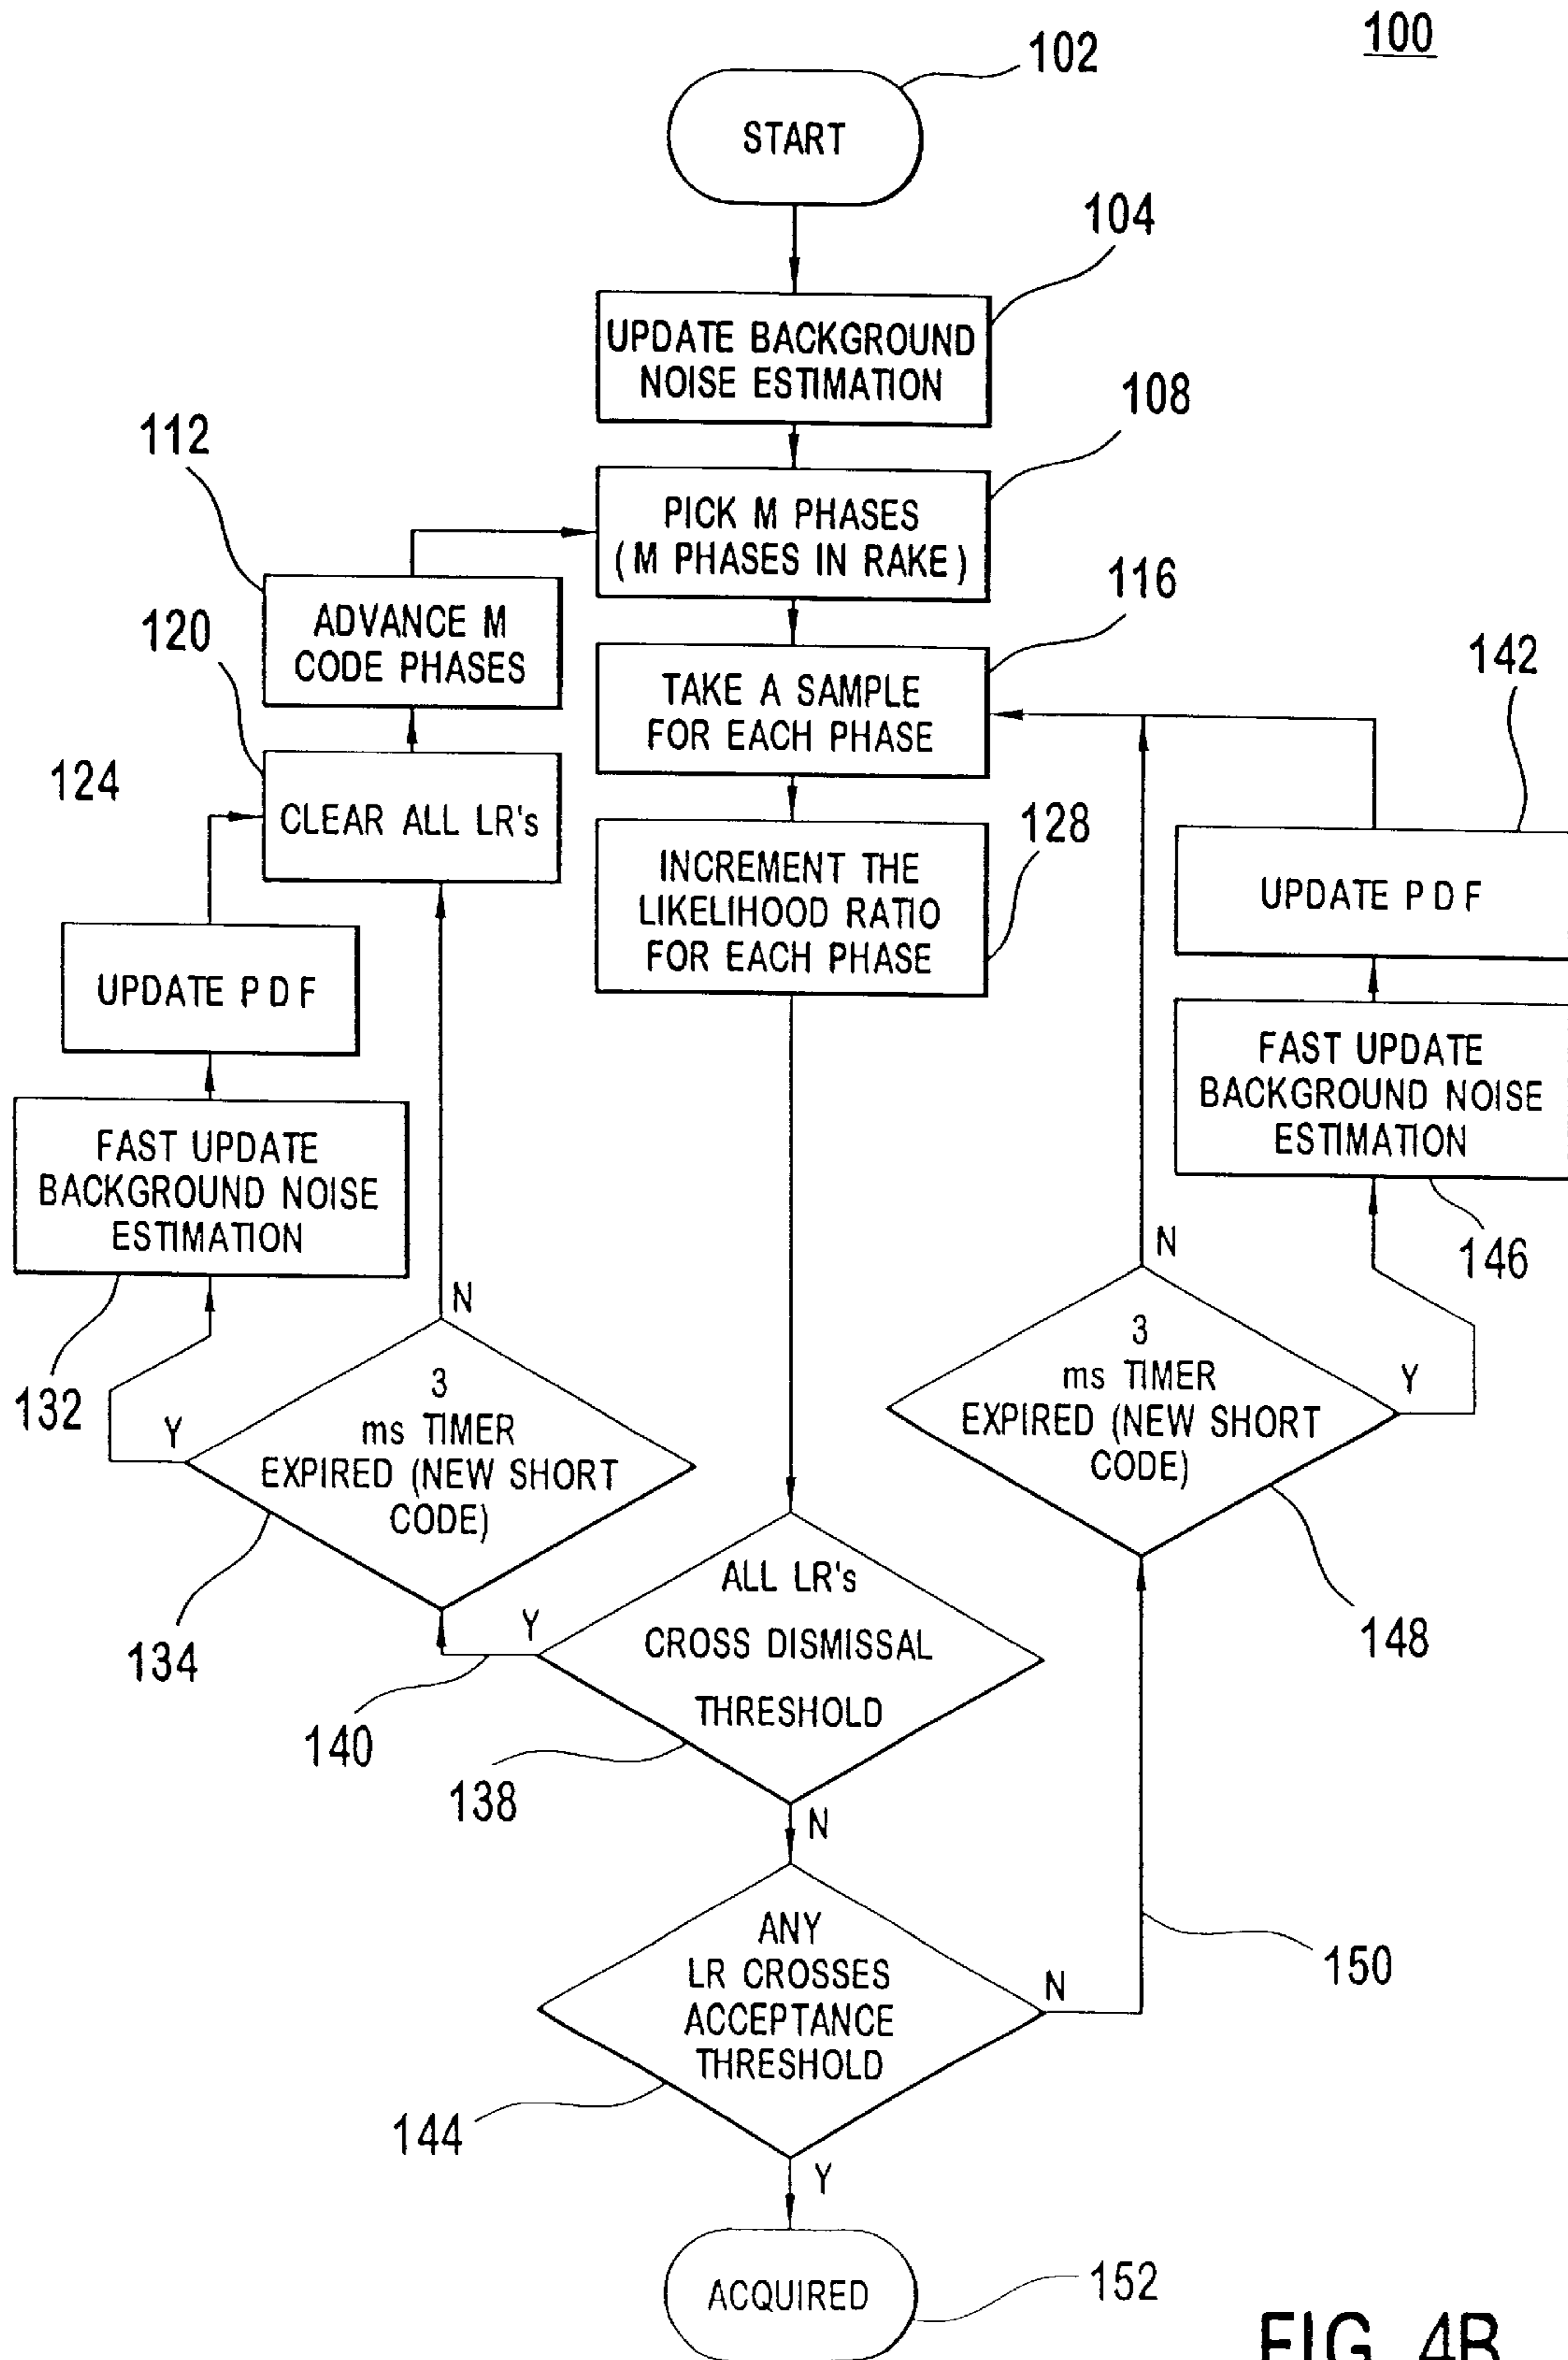 100
102
START
104
UPDATE BACKGROUND
NOISE ESTIMATION
108
112
PICK M PHASES
(M PHASES IN RAKE)
116
120
ADVANCE M
CODE PHASES
TAKE A SAMPLE
FOR EACH PHASE
142
124
CLEAR ALL LR's
128
INCREMENT THE
LIKELIHOOD RATIO
FOR EACH PHASE
UPDATE PDF
UPDATE PDF
FAST UPDATE
BACKGROUND NOISE
ESTIMATION
146
FAST UPDATE
BACKGROUND NOISE
ESTIMATION
132
N
N
3
ms TIMER
EXPIRED (NEW SHORT
CODE)
Y
134
3
ms TIMER
EXPIRED (NEW SHORT
CODE)
Y
148
ALL LR's
CROSS DISMISSAL
THRESHOLD
Y
140
138
N
ANY
LR CROSSES
ACCEPTANCE
THRESHOLD
N
150
144
Y
ACQUIRED
152
FIG. 4B